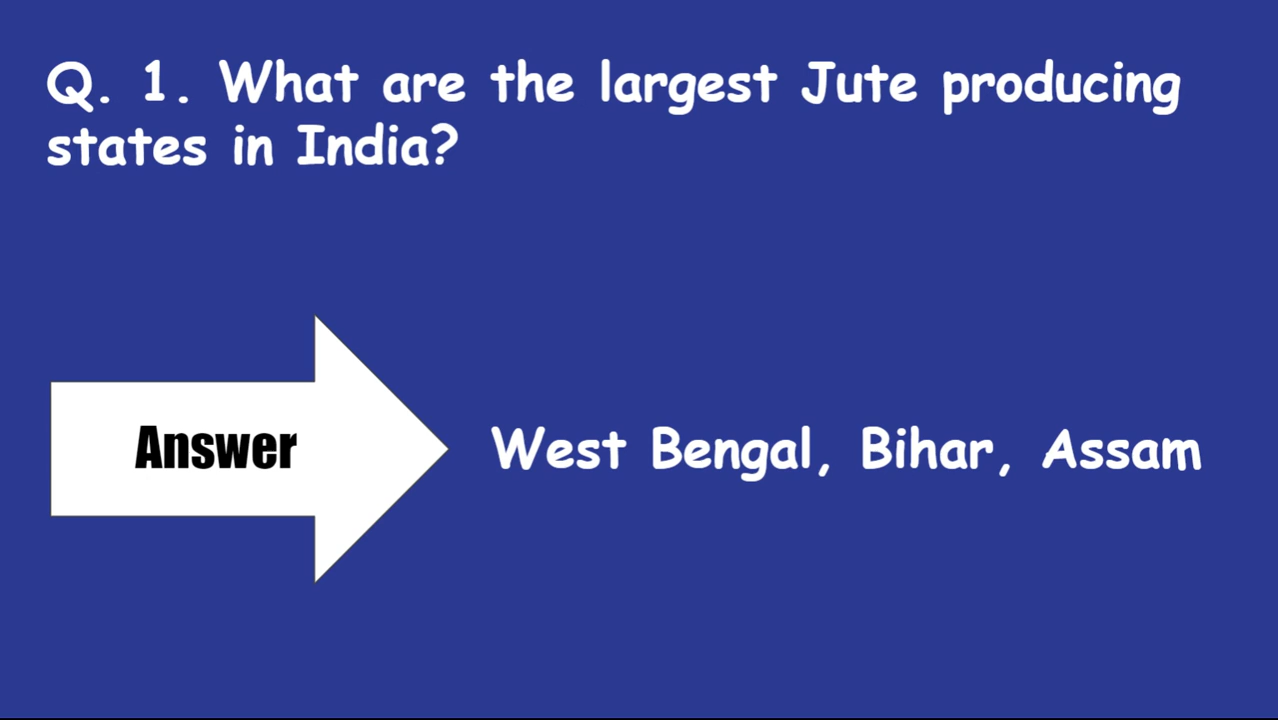 Q. 1. What are the largest Jute producing
states in India?
Answer
West Bengal, Bihar, Assam